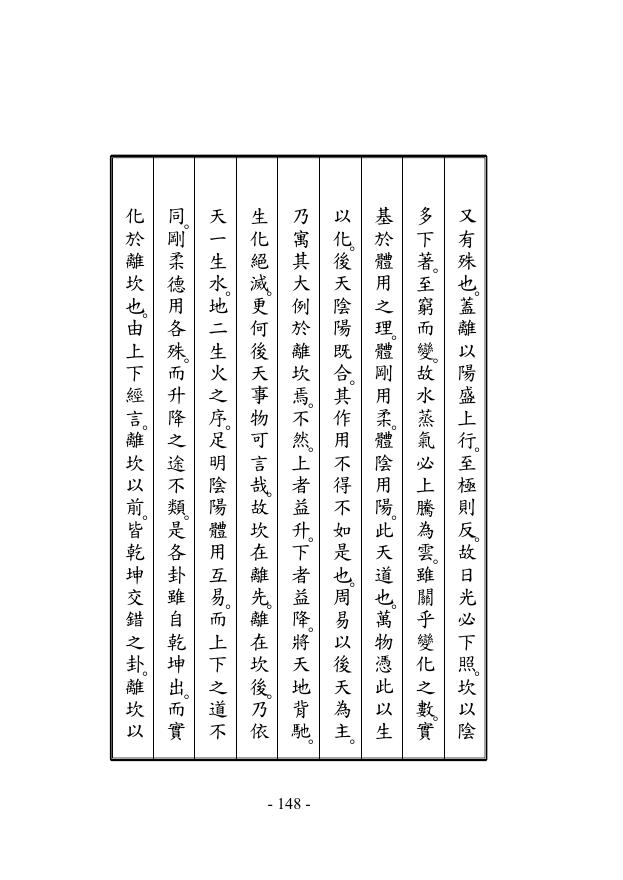 又有殊也。蓋離以陽盛上行。至極則反。故日光必下照。坎以陰
多下著。至窮而變。故水蒸氣必上騰為雲。雖關乎變化之數。實
基於體用之理。體剛用柔。體陰用陽。此天道也。萬物憑此以生
以化。後天陰陽既合。其作用不得不如是也。周易以後天為主。
乃寓其大例於離坎焉。不然。上者益升。下者益降。將天地背馳。
生化絕滅。更何後天事物可言哉。故坎在離先。離在坎後。乃依
天一生水。地二生火之序。足明陰陽體用互易。而上下之道不
同。剛柔德用各殊。而升降之途不類。是各卦雖自乾坤出。而實
化於離坎也。由上下經言。離坎以前。皆乾坤交錯之卦。離坎以
- 148 -